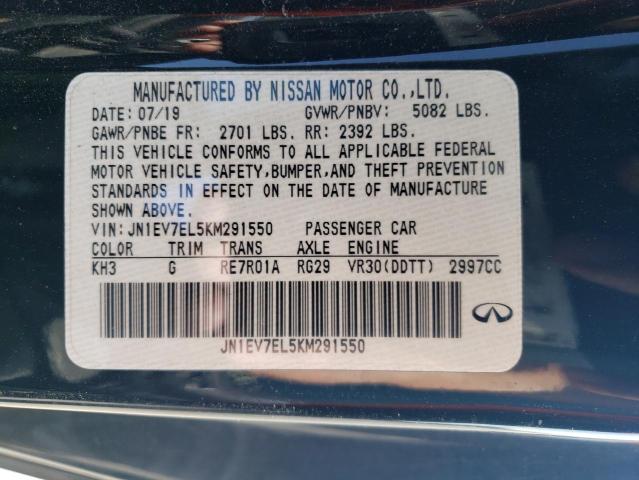 MANUFACTURED BY NISSAN MOTOR CO.,LTD.
DATE: 07/19 GVWR/PNBV: 5082 LBS.
GAWR/PNBE FR: 2701 LBS. RR: 2392 LBS.
THIS VEHICLE CONFORMS TO ALL APPLICABLE FEDERAL
MOTOR VEHICLE SAFETY,BUMPER,AND THEFT PREVENTION
STANDARDS IN EFFECT ON THE DATE OF MANUFACTURE
SHOWN ABOVE.
VIN: JN1EV7EL5KM291550 PASSENGER CAR
COLOR TRIM TRANS AXLE ENGINE
KH3 G RE7R01A RG29 VR30(DDTT) 2997CC
JN1EV7EL5KM291550